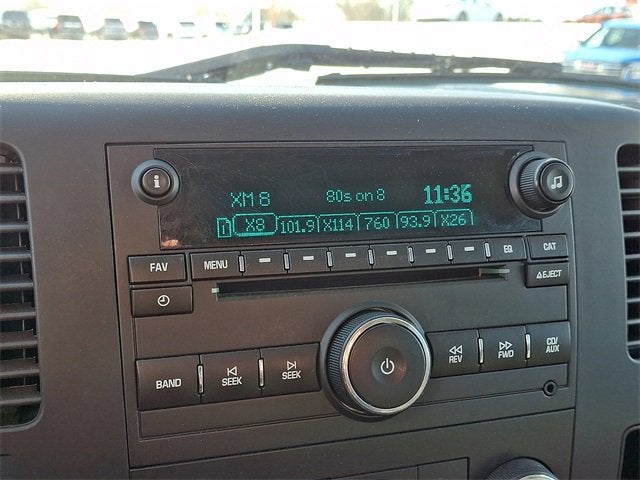 XM 8 80s on 8 11:36
1 X8 101.9 X114 760 93.9 X26
i
FAV MENU EQ CAT
EJECT
BAND SEEK SEEK REV FWD CD/AUX